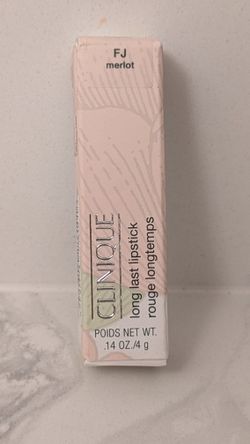 FJ
merlot
CLINIQUE
long last lipstick
rouge longtemps
POIDS NET WT.
.14 OZ./4 g